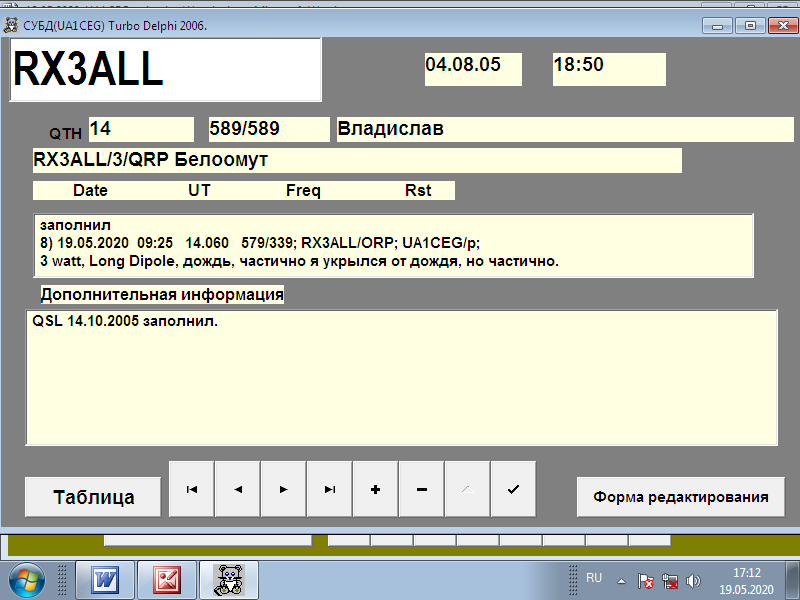 СУБД(UA1CEG) Turbo Delphi 2006.
RX3ALL
04.08.05
18:50
QTH 14
589/589
Владислав
RX3ALL/3/QRP Белоомут
Date UT Freq Rst
заполнил
8) 19.05.2020 09:25 14.060 579/339; RX3ALL/ORP; UA1CEG/p;
3 watt, Long Dipole, дождь, частично я укрылся от дождя, но частично.
Дополнительная информация
QSL 14.10.2005 заполнил.
Таблица
Форма редактирования
RU
17:12
19.05.2020